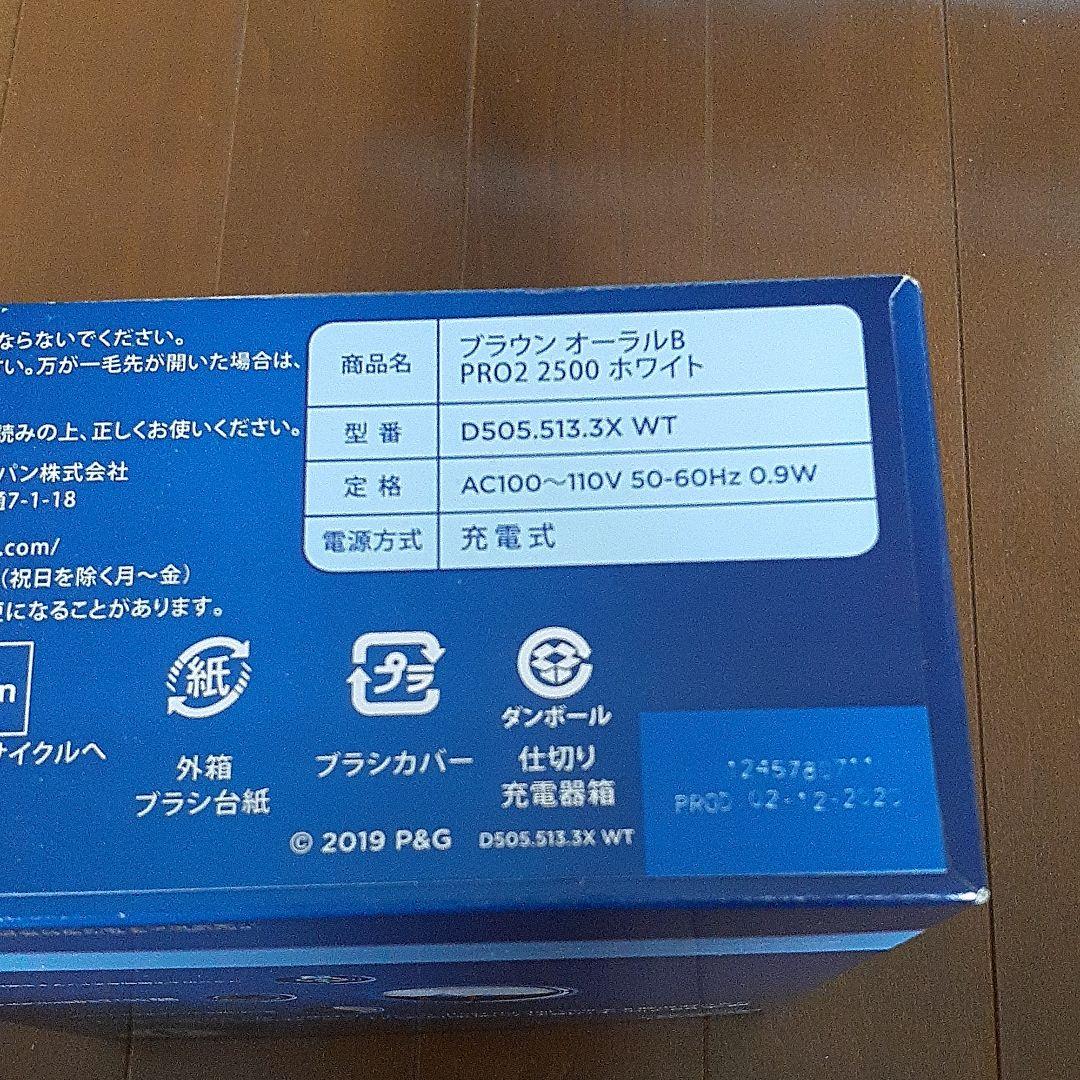 ならないでください。
い。万が一毛先が開いた場合は、
読みの上、正しくお使いください。
パン株式会社
7-1-18
.com/
（祝日を除く月〜金）
になることがあります。
商品名
ブラウン オーラルB
PRO2 2500 ホワイト
型番
D505.513.3X WT
定格
AC100〜110V 50-60Hz 0.9W
電源方式
充電式
n
サイクルへ
紙
外箱
ブラシ台紙
プラ
ブラシカバー
ダンボール
仕切り
充電器箱
© 2019 P&G
D505.513.3X WT
PROD 02-12-2020